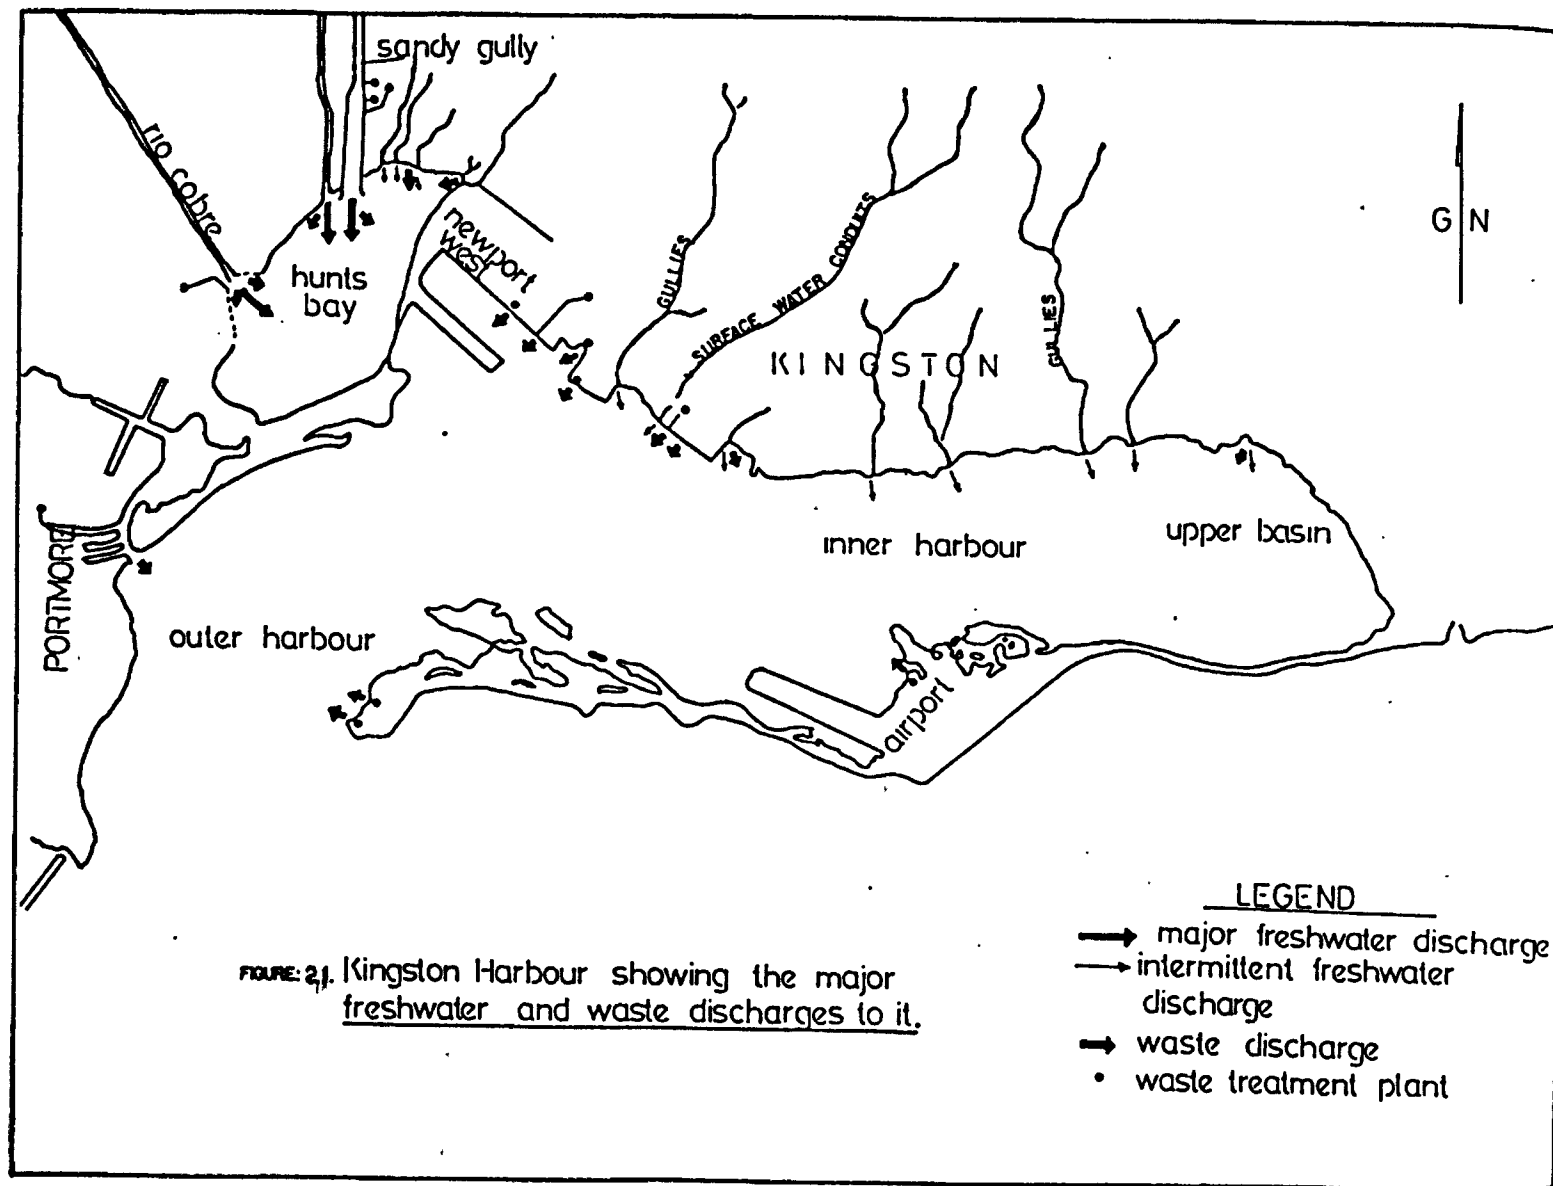 sandy gully
rio cobre
hunts
bay
newport
west
GULLIES
SURFACE WATER CONDUITS
KINGSTON
GULLIES
G N
inner harbour
upper basin
PORTMORE
outer harbour
airport
LEGEND
major freshwater discharge
intermittent freshwater
discharge
waste discharge
waste treatment plant
FIGURE: 2.1. Kingston Harbour showing the major
freshwater and waste discharges to it.